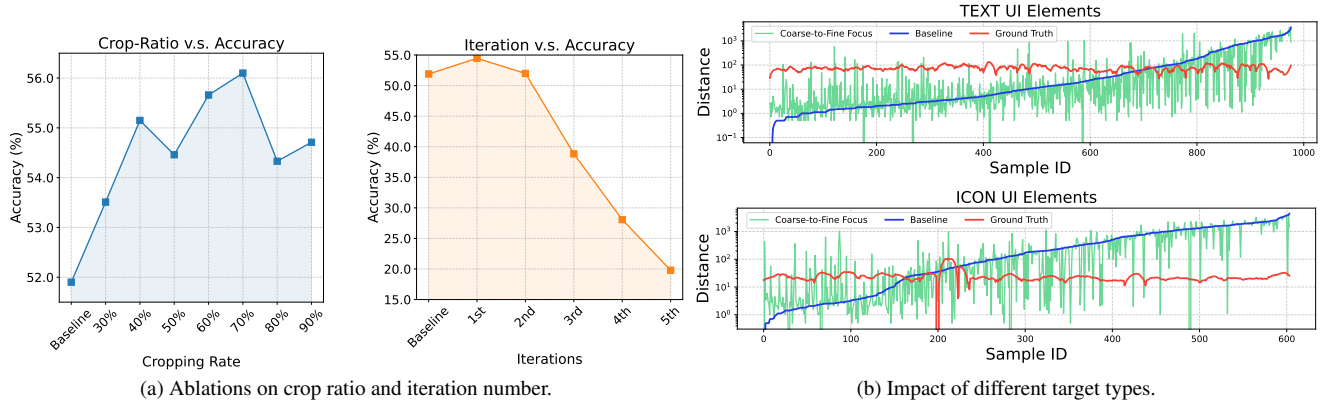 Crop-Ratio v.s. Accuracy
Accuracy (%)
56.0
55.0
54.0
53.0
52.0
Baseline
30%
40%
50%
60%
70%
80%
90%
Cropping Rate
Iteration v.s. Accuracy
Accuracy (%)
55.0
50.0
45.0
40.0
35.0
30.0
25.0
20.0
15.0
Baseline
1st
2nd
3rd
4th
5th
Iterations
(a) Ablations on crop ratio and iteration number.
TEXT UI Elements
Coarse-to-Fine Focus
Baseline
Ground Truth
Distance
10³
10²
10¹
10⁰
10⁻¹
0
200
400
600
800
1000
Sample ID
ICON UI Elements
Coarse-to-Fine Focus
Baseline
Ground Truth
Distance
10³
10²
10¹
10⁰
0
100
200
300
400
500
600
Sample ID
(b) Impact of different target types.